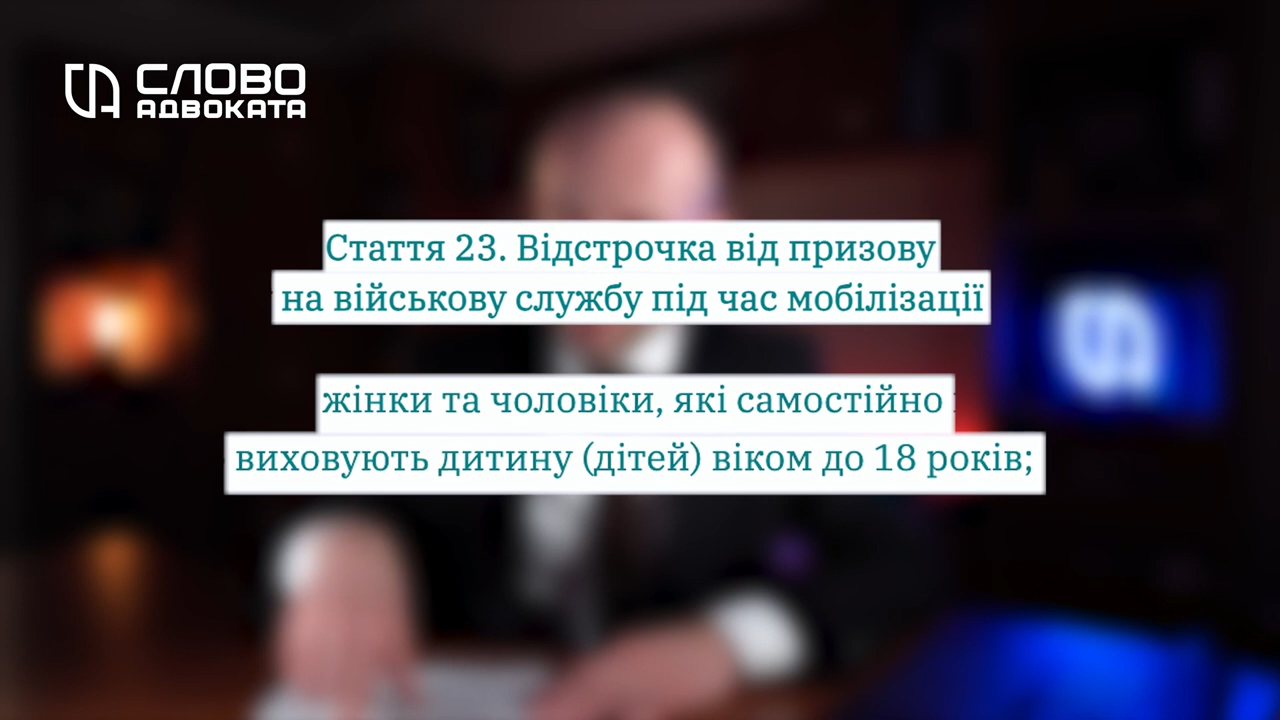 СЛОВО
АДВОКАТА
Стаття 23. Відстрочка від призову
на військову службу під час мобілізації
жінки та чоловіки, які самостійно
виховують дитину (дітей) віком до 18 років;